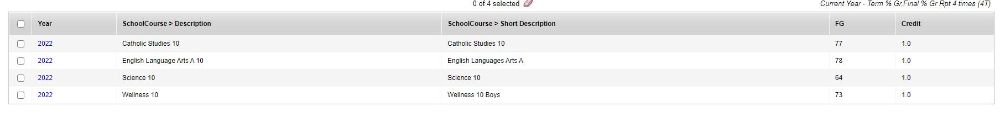 0 of 4 selected Current Year - Term % Gr,Final % Gr Rpt 4 times (4T)
Year SchoolCourse > Description SchoolCourse > Short Description FG Credit
2022 Catholic Studies 10 Catholic Studies 10 77 1.0
2022 English Language Arts A 10 English Languages Arts A 78 1.0
2022 Science 10 Science 10 64 1.0
2022 Wellness 10 Wellness 10 Boys 73 1.0